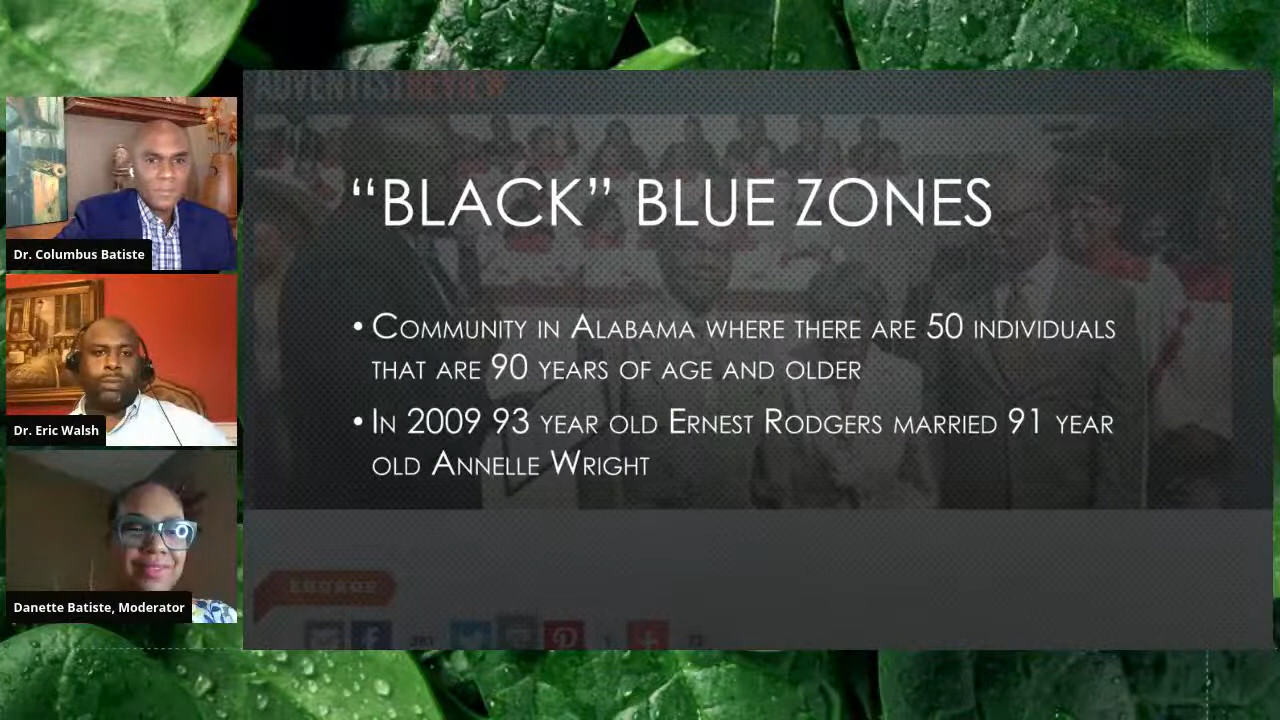 ADVENTIST REVIEW
Dr. Columbus Batiste
Dr. Eric Walsh
Danette Batiste, Moderator
“BLACK” BLUE ZONES
• COMMUNITY IN ALABAMA WHERE THERE ARE 50 INDIVIDUALS
THAT ARE 90 YEARS OF AGE AND OLDER
• IN 2009 93 YEAR OLD ERNEST RODGERS MARRIED 91 YEAR
OLD ANNELLE WRIGHT